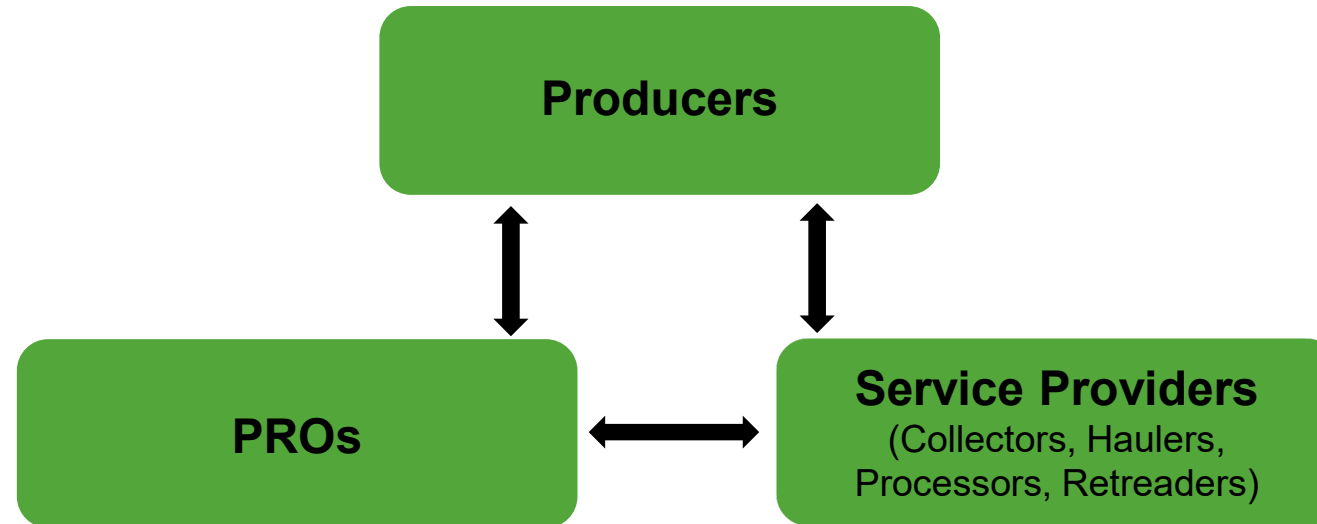 Producers
PROs
Service Providers
(Collectors, Haulers,
Processors, Retreaders)